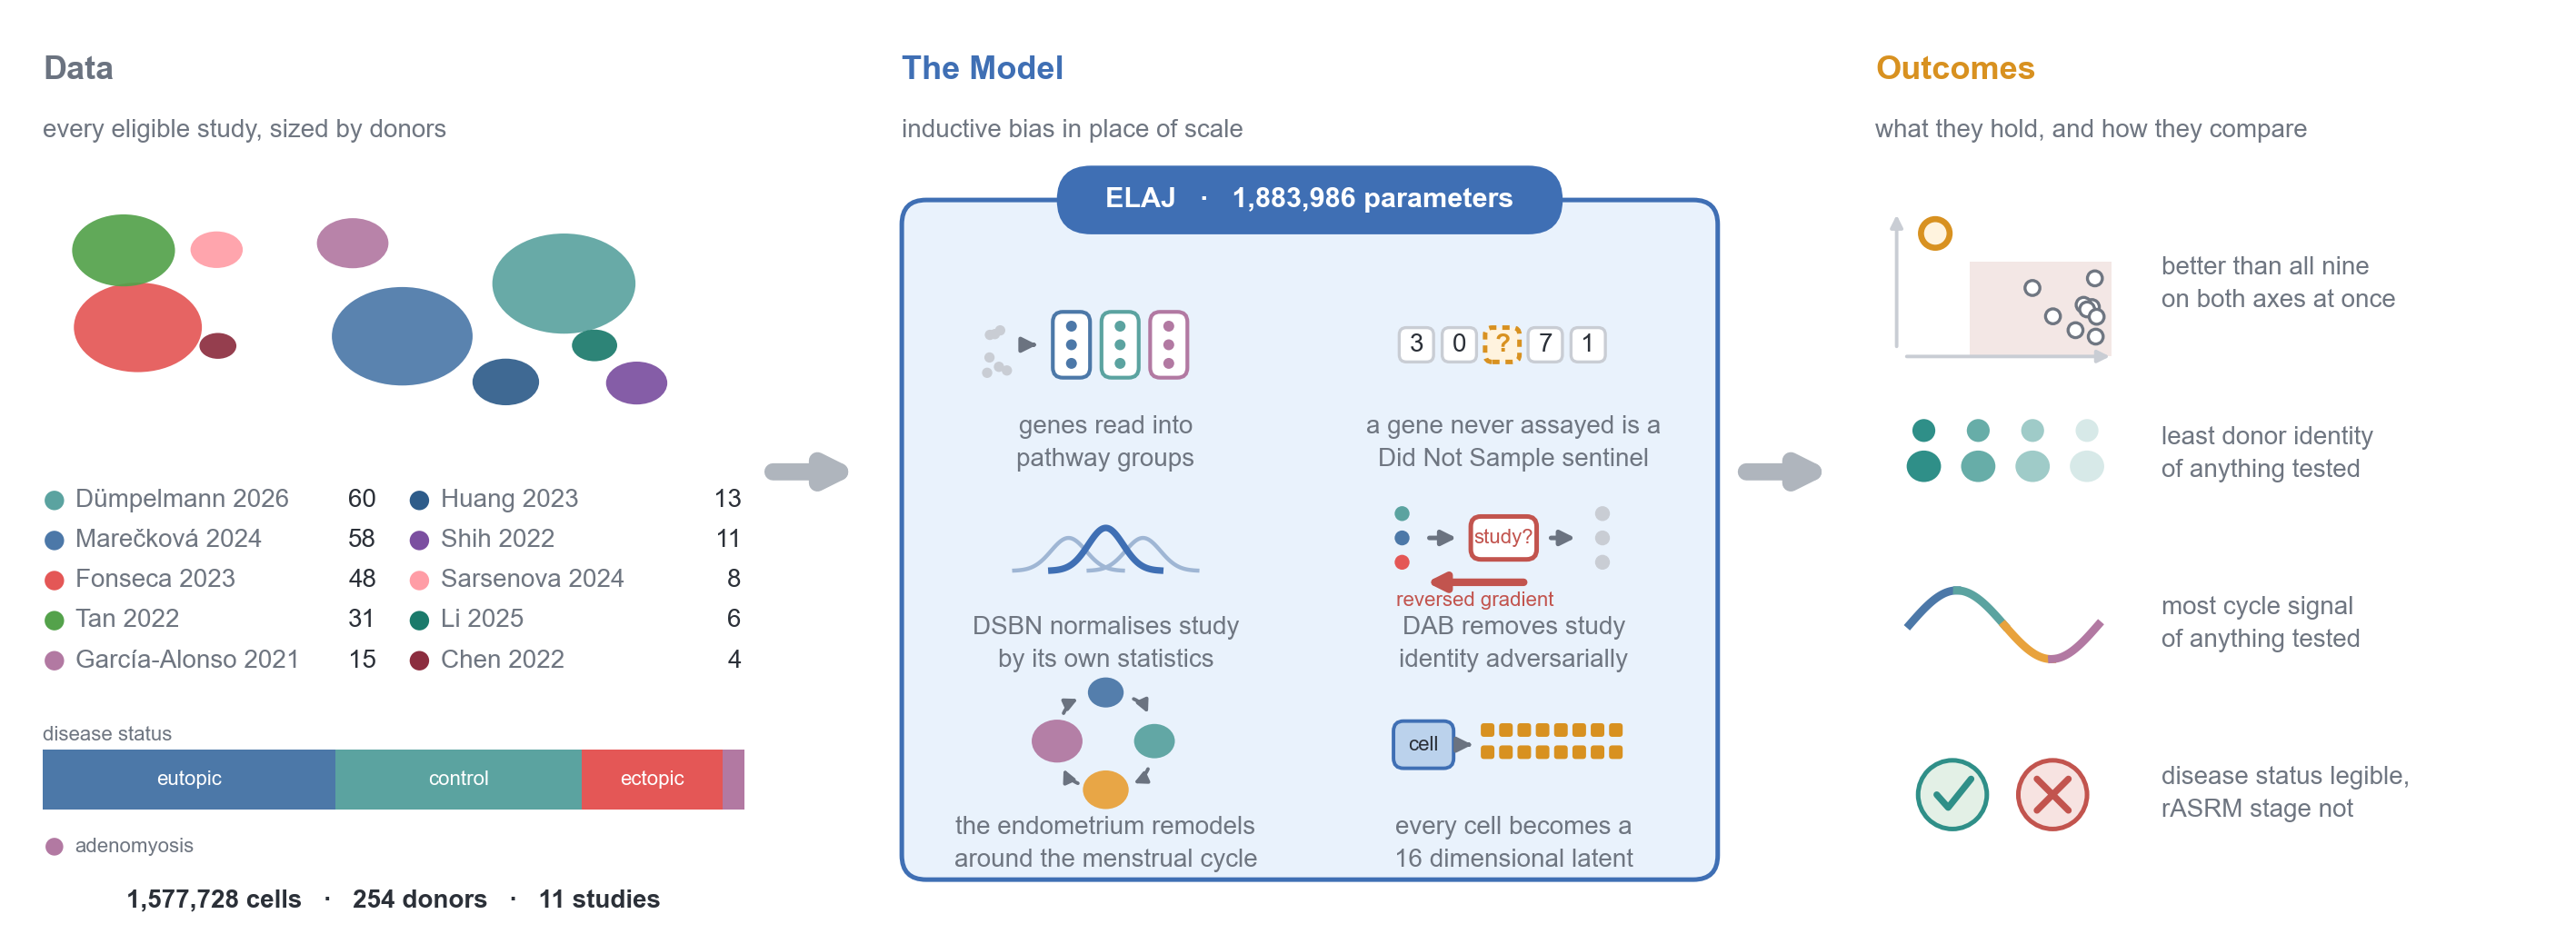 Data
every eligible study, sized by donors
Dümpelmann 2026 60
Marečková 2024 58
Fonseca 2023 48
Tan 2022 31
García-Alonso 2021 15
Huang 2023 13
Shih 2022 11
Sarsenova 2024 8
Li 2025 6
Chen 2022 4
disease status
eutopic control ectopic
adenomyosis
1,577,728 cells · 254 donors · 11 studies
The Model
inductive bias in place of scale
ELAJ · 1,883,986 parameters
genes read into
pathway groups
3 0 ? 7 1
a gene never assayed is a
Did Not Sample sentinel
DSBN normalises study
by its own statistics
study?
reversed gradient
DAB removes study
identity adversarially
the endometrium remodels
around the menstrual cycle
cell
every cell becomes a
16 dimensional latent
Outcomes
what they hold, and how they compare
better than all nine
on both axes at once
least donor identity
of anything tested
most cycle signal
of anything tested
disease status legible,
rASRM stage not